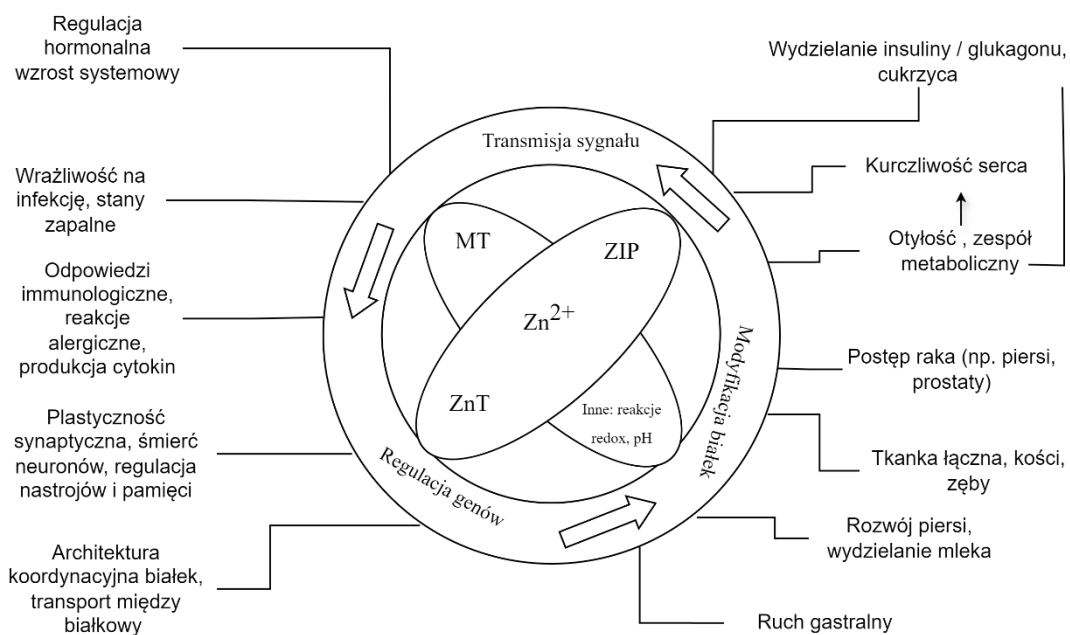 Regulacja
hormonalna
wzrost systemowy
Wrażliwość na
infekcję, stany
zapalne
Odpowiedzi
immunologiczne,
reakcje
alergiczne,
produkcja cytokin
Plastyczność
synaptyczna, śmierć
neuronów, regulacja
nastrojów i pamięci
Architektura
koordynacyjna białek,
transport między
białkowy
Transmisja sygnału
MT
ZIP
Zn2+
ZnT
Inne: reakcje
redox, pH
Modyfikacja białek
Regulacja genów
Wydzielanie insuliny / glukagonu,
cukrzyca
Kurczliwość serca
Otyłość , zespół
metaboliczny
Postęp raka (np. piersi,
prostaty)
Tkanka łączna, kości,
zęby
Rozwój piersi,
wydzielanie mleka
Ruch gastralny